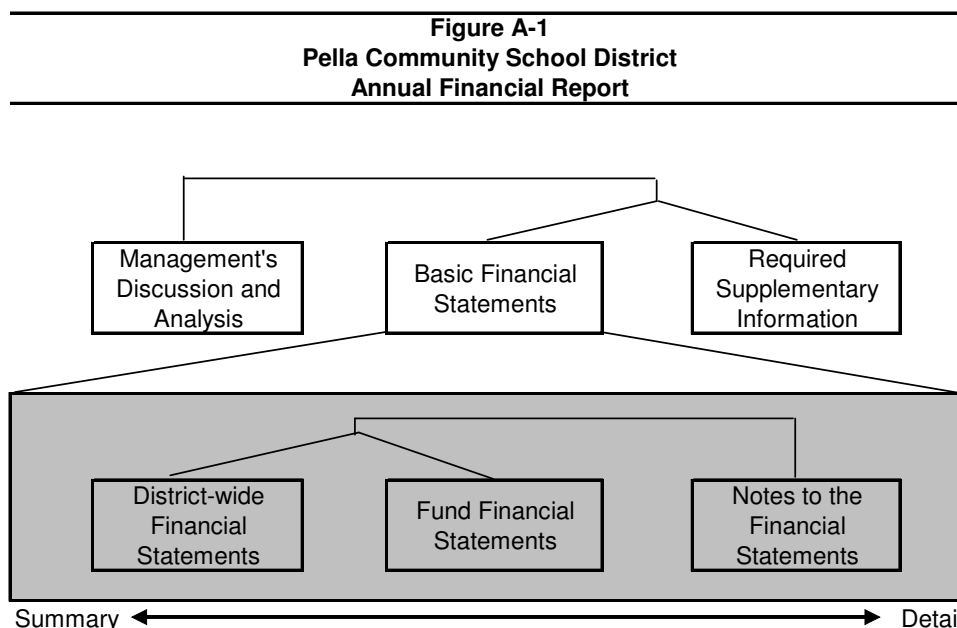 Figure A-1
Pella Community School District
Annual Financial Report
Management's
Discussion and
Analysis
Basic Financial
Statements
Required
Supplementary
Information
District-wide
Financial
Statements
Fund Financial
Statements
Notes to the
Financial
Statements
Summary
Detai